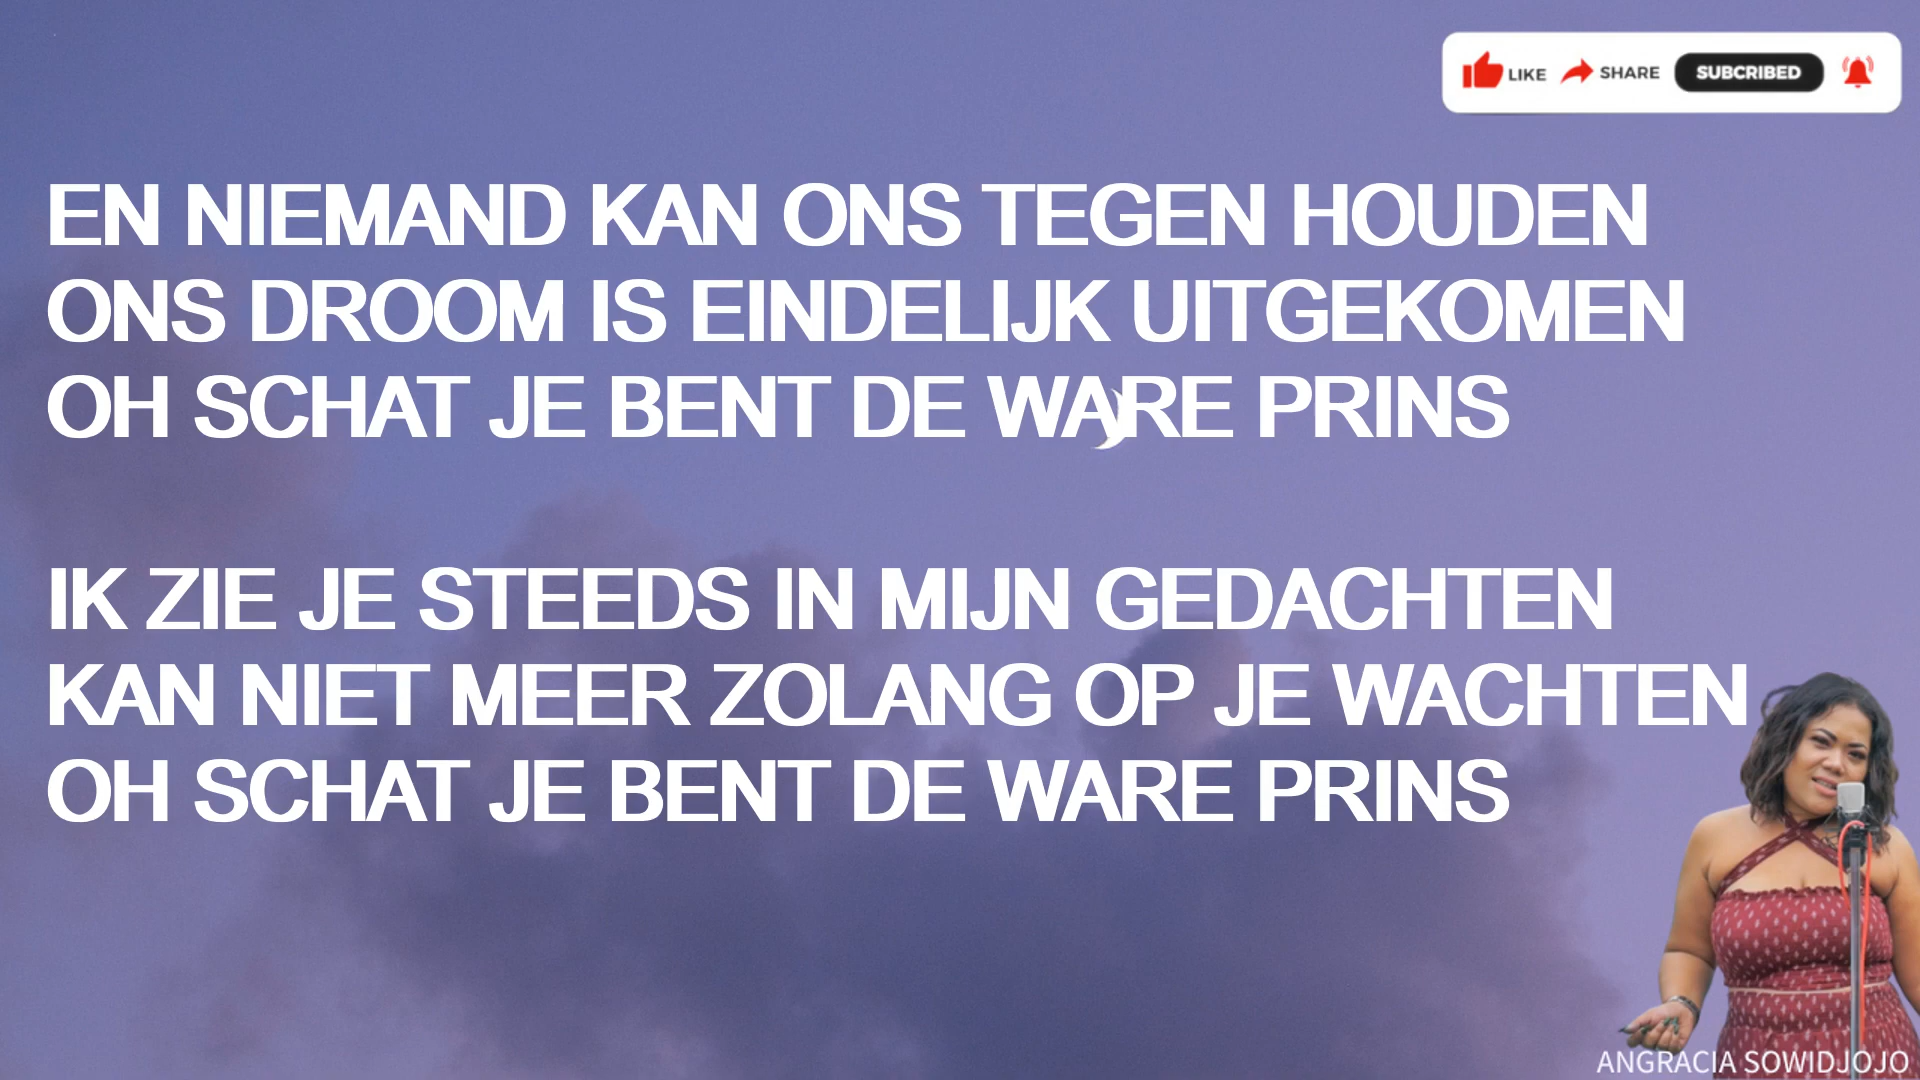 LIKE SHARE SUBCRIBED
EN NIEMAND KAN ONS TEGEN HOUDEN
ONS DROOM IS EINDELIJK UITGEKOMEN
OH SCHAT JE BENT DE WARE PRINS
IK ZIE JE STEEDS IN MIJN GEDACHTEN
KAN NIET MEER ZOLANG OP JE WACHTEN
OH SCHAT JE BENT DE WARE PRINS
ANGRACIA SOWIDJOJO